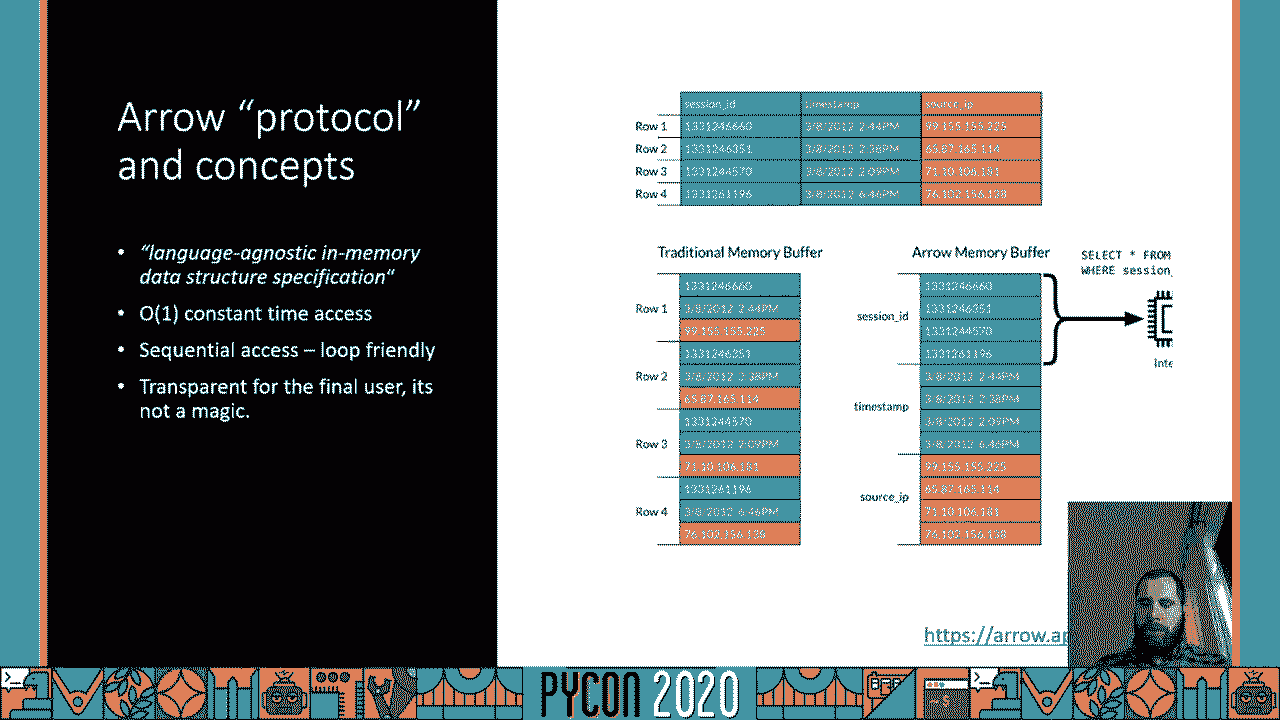 Arrow “protocol”
and concepts
• “language-agnostic in-memory
data structure specification“
• O(1) constant time access
• Sequential access – loop friendly
• Transparent for the final user, its
not a magic.
session_id timestamp source_ip
Row 1 1331246660 3/8/2012 2:44PM 99.155.155.225
Row 2 1331246351 3/8/2012 2:38PM 65.87.165.114
Row 3 1331244570 3/8/2012 2:09PM 71.10.106.181
Row 4 1331261196 3/8/2012 6:46PM 76.102.156.138
Traditional Memory Buffer
Row 1
1331246660
3/8/2012 2:44PM
99.155.155.225
Row 2
1331246351
3/8/2012 2:38PM
65.87.165.114
Row 3
1331244570
3/8/2012 2:09PM
71.10.106.181
Row 4
1331261196
3/8/2012 6:46PM
76.102.156.138
Arrow Memory Buffer
session_id
1331246660
1331246351
1331244570
1331261196
timestamp
3/8/2012 2:44PM
3/8/2012 2:38PM
3/8/2012 2:09PM
3/8/2012 6:46PM
source_ip
99.155.155.225
65.87.165.114
71.10.106.181
76.102.156.138
SELECT * FROM
WHERE session_
Inte
https://arrow.ap
PYCON 2020